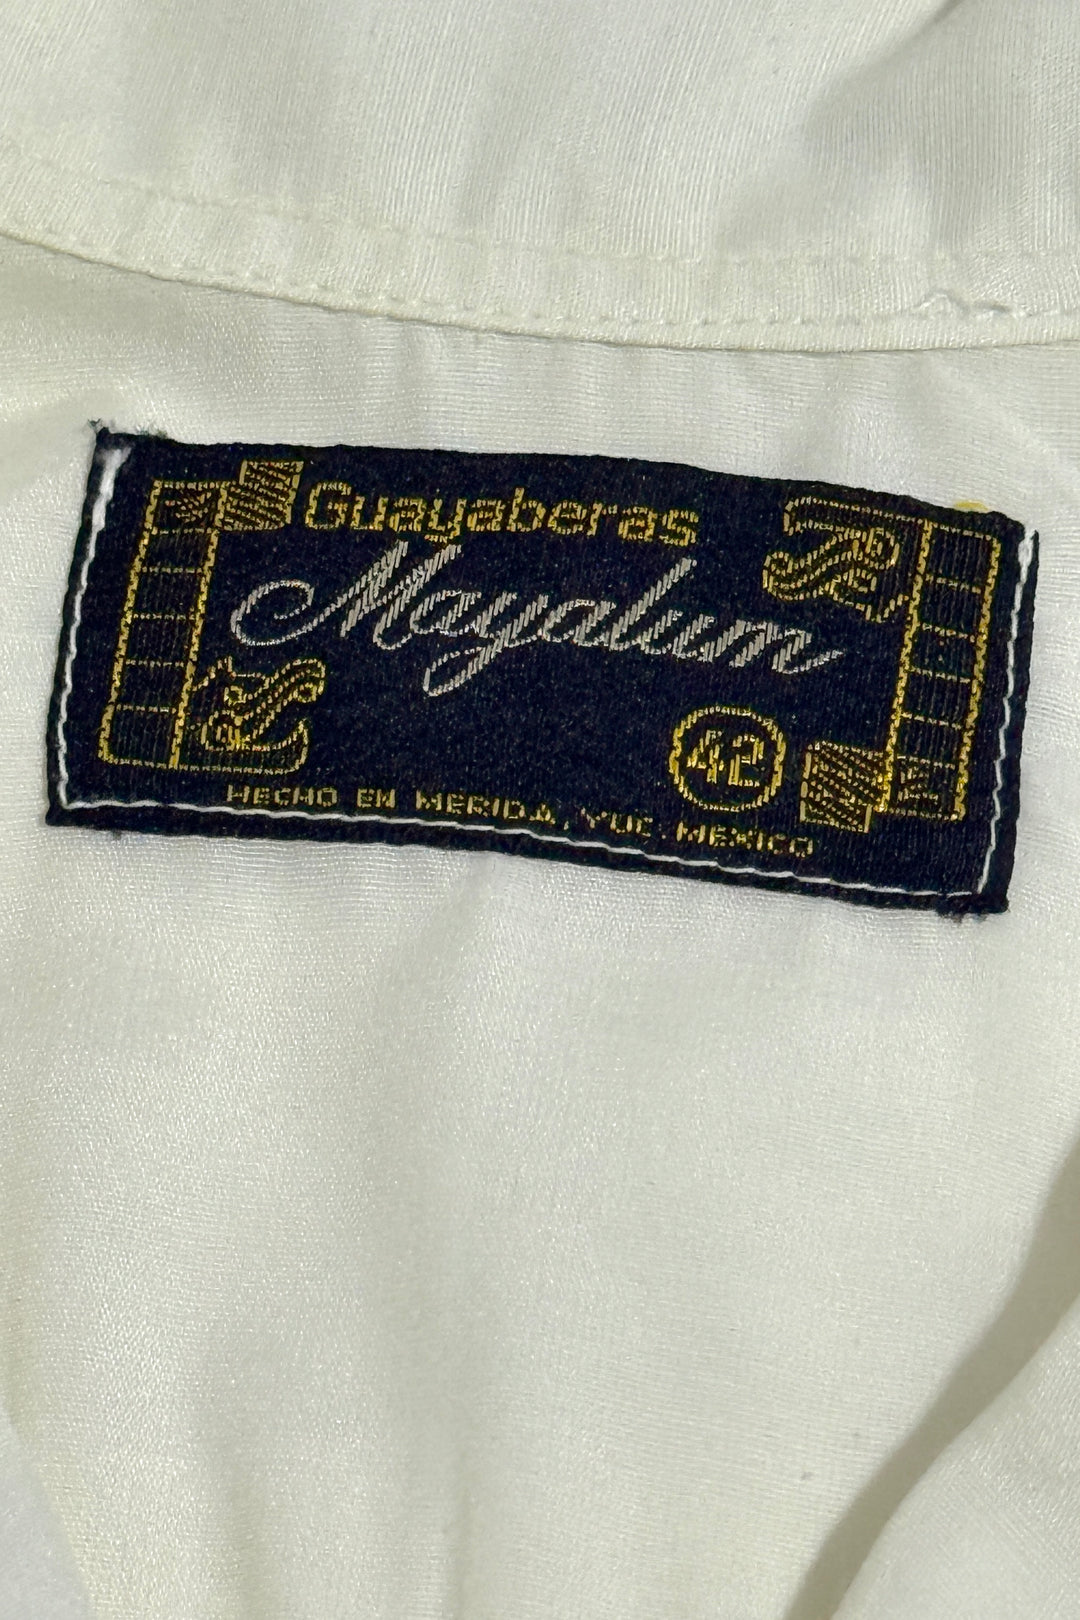 Guayaberas
Mayalum
42
HECHO EN MERIDA, YUC. MEXICO